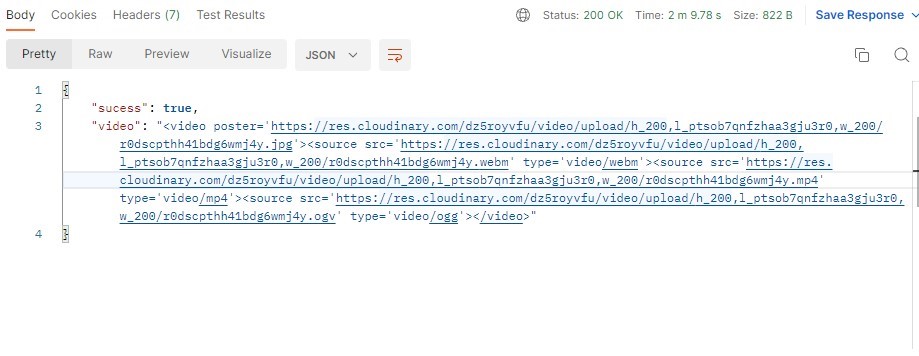 Body Cookies Headers (7) Test Results Status: 200 OK Time: 2 m 9.78 s Size: 822 B Save Response
Pretty Raw Preview Visualize JSON
1 {
2 "sucess": true,
3 "video": "<video poster='https://res.cloudinary.com/dz5royvfu/video/upload/h_200,l_ptsob7qnfzhaa3gju3r0,w_200/
r0dscpthh41bdg6wmj4y.jpg'><source src='https://res.cloudinary.com/dz5royvfu/video/upload/h_200,
l_ptsob7qnfzhaa3gju3r0,w_200/r0dscpthh41bdg6wmj4y.webm' type='video/webm'><source src='https://res.
cloudinary.com/dz5royvfu/video/upload/h_200,l_ptsob7qnfzhaa3gju3r0,w_200/r0dscpthh41bdg6wmj4y.mp4'
type='video/mp4'><source src='https://res.cloudinary.com/dz5royvfu/video/upload/h_200,l_ptsob7qnfzhaa3gju3r0,
w_200/r0dscpthh41bdg6wmj4y.ogv' type='video/ogg'></video>"
4 }